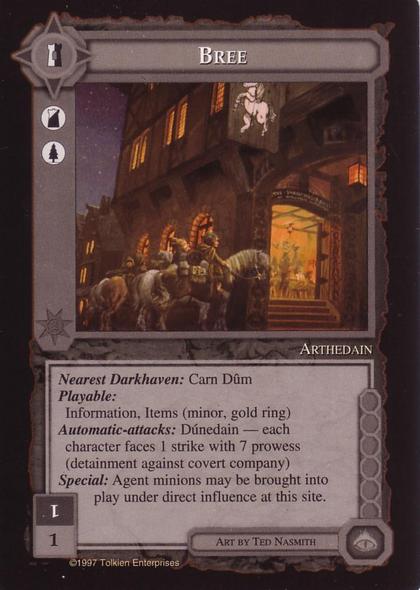 BREE
ARTHEDAIN
Nearest Darkhaven: Carn Dûm
Playable:
Information, Items (minor, gold ring)
Automatic-attacks: Dúnedain — each
character faces 1 strike with 7 prowess
(detainment against covert company)
Special: Agent minions may be brought into
play under direct influence at this site.
I
1
ART BY TED NASMITH
©1997 Tolkien Enterprises